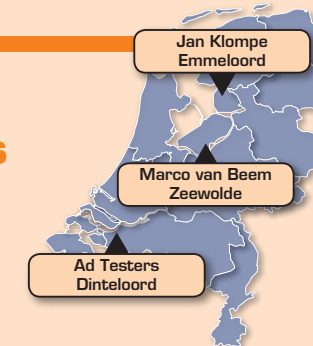 Jan Klompe
Emmeloord
Marco van Beem
Zeewolde
Ad Testers
Dinteloord